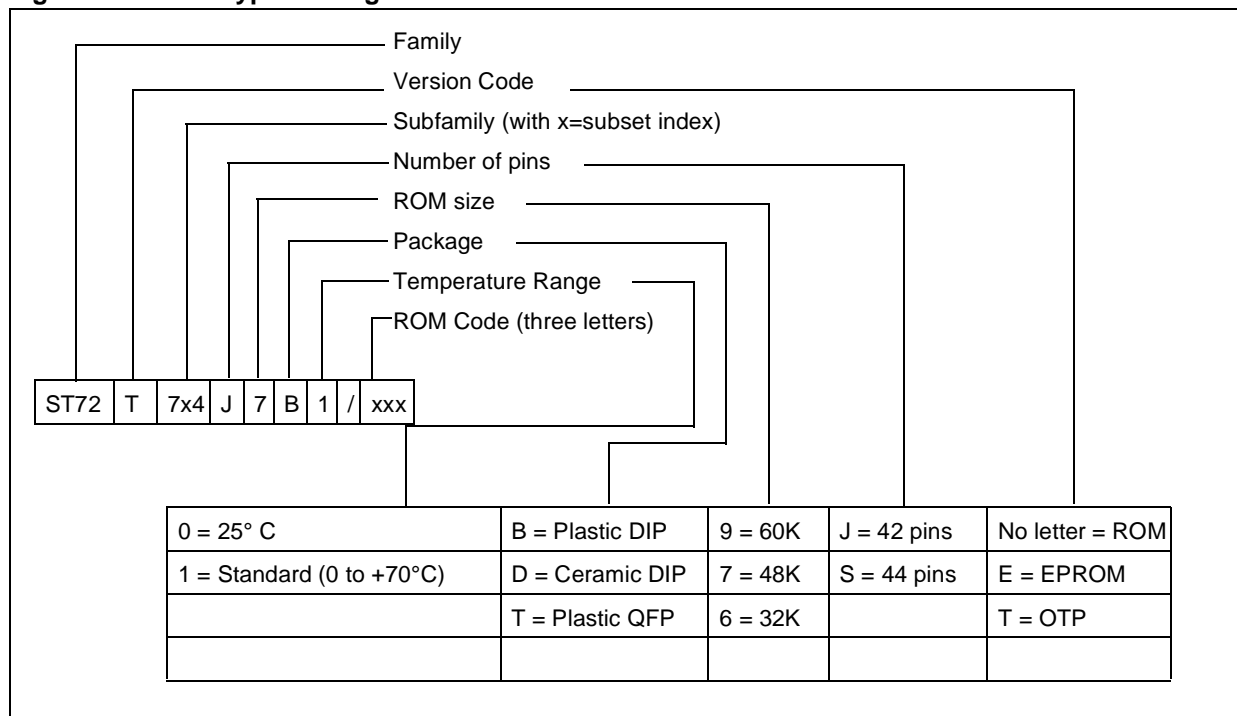 Family
Version Code
Subfamily (with x=subset index)
Number of pins
ROM size
Package
Temperature Range
ROM Code (three letters)
ST72 T 7x4 J 7 B 1 / xxx
0 = 25° C B = Plastic DIP 9 = 60K J = 42 pins No letter = ROM
1 = Standard (0 to +70°C) D = Ceramic DIP 7 = 48K S = 44 pins E = EPROM
T = Plastic QFP 6 = 32K T = OTP